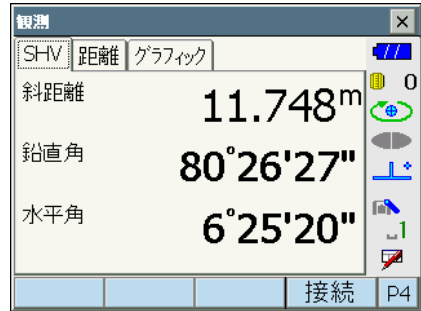 観測
SHV 距離 グラフィック
斜距離 11.748m
0
鉛直角 80°26'27"
水平角 6°25'20"
1
接続 P4